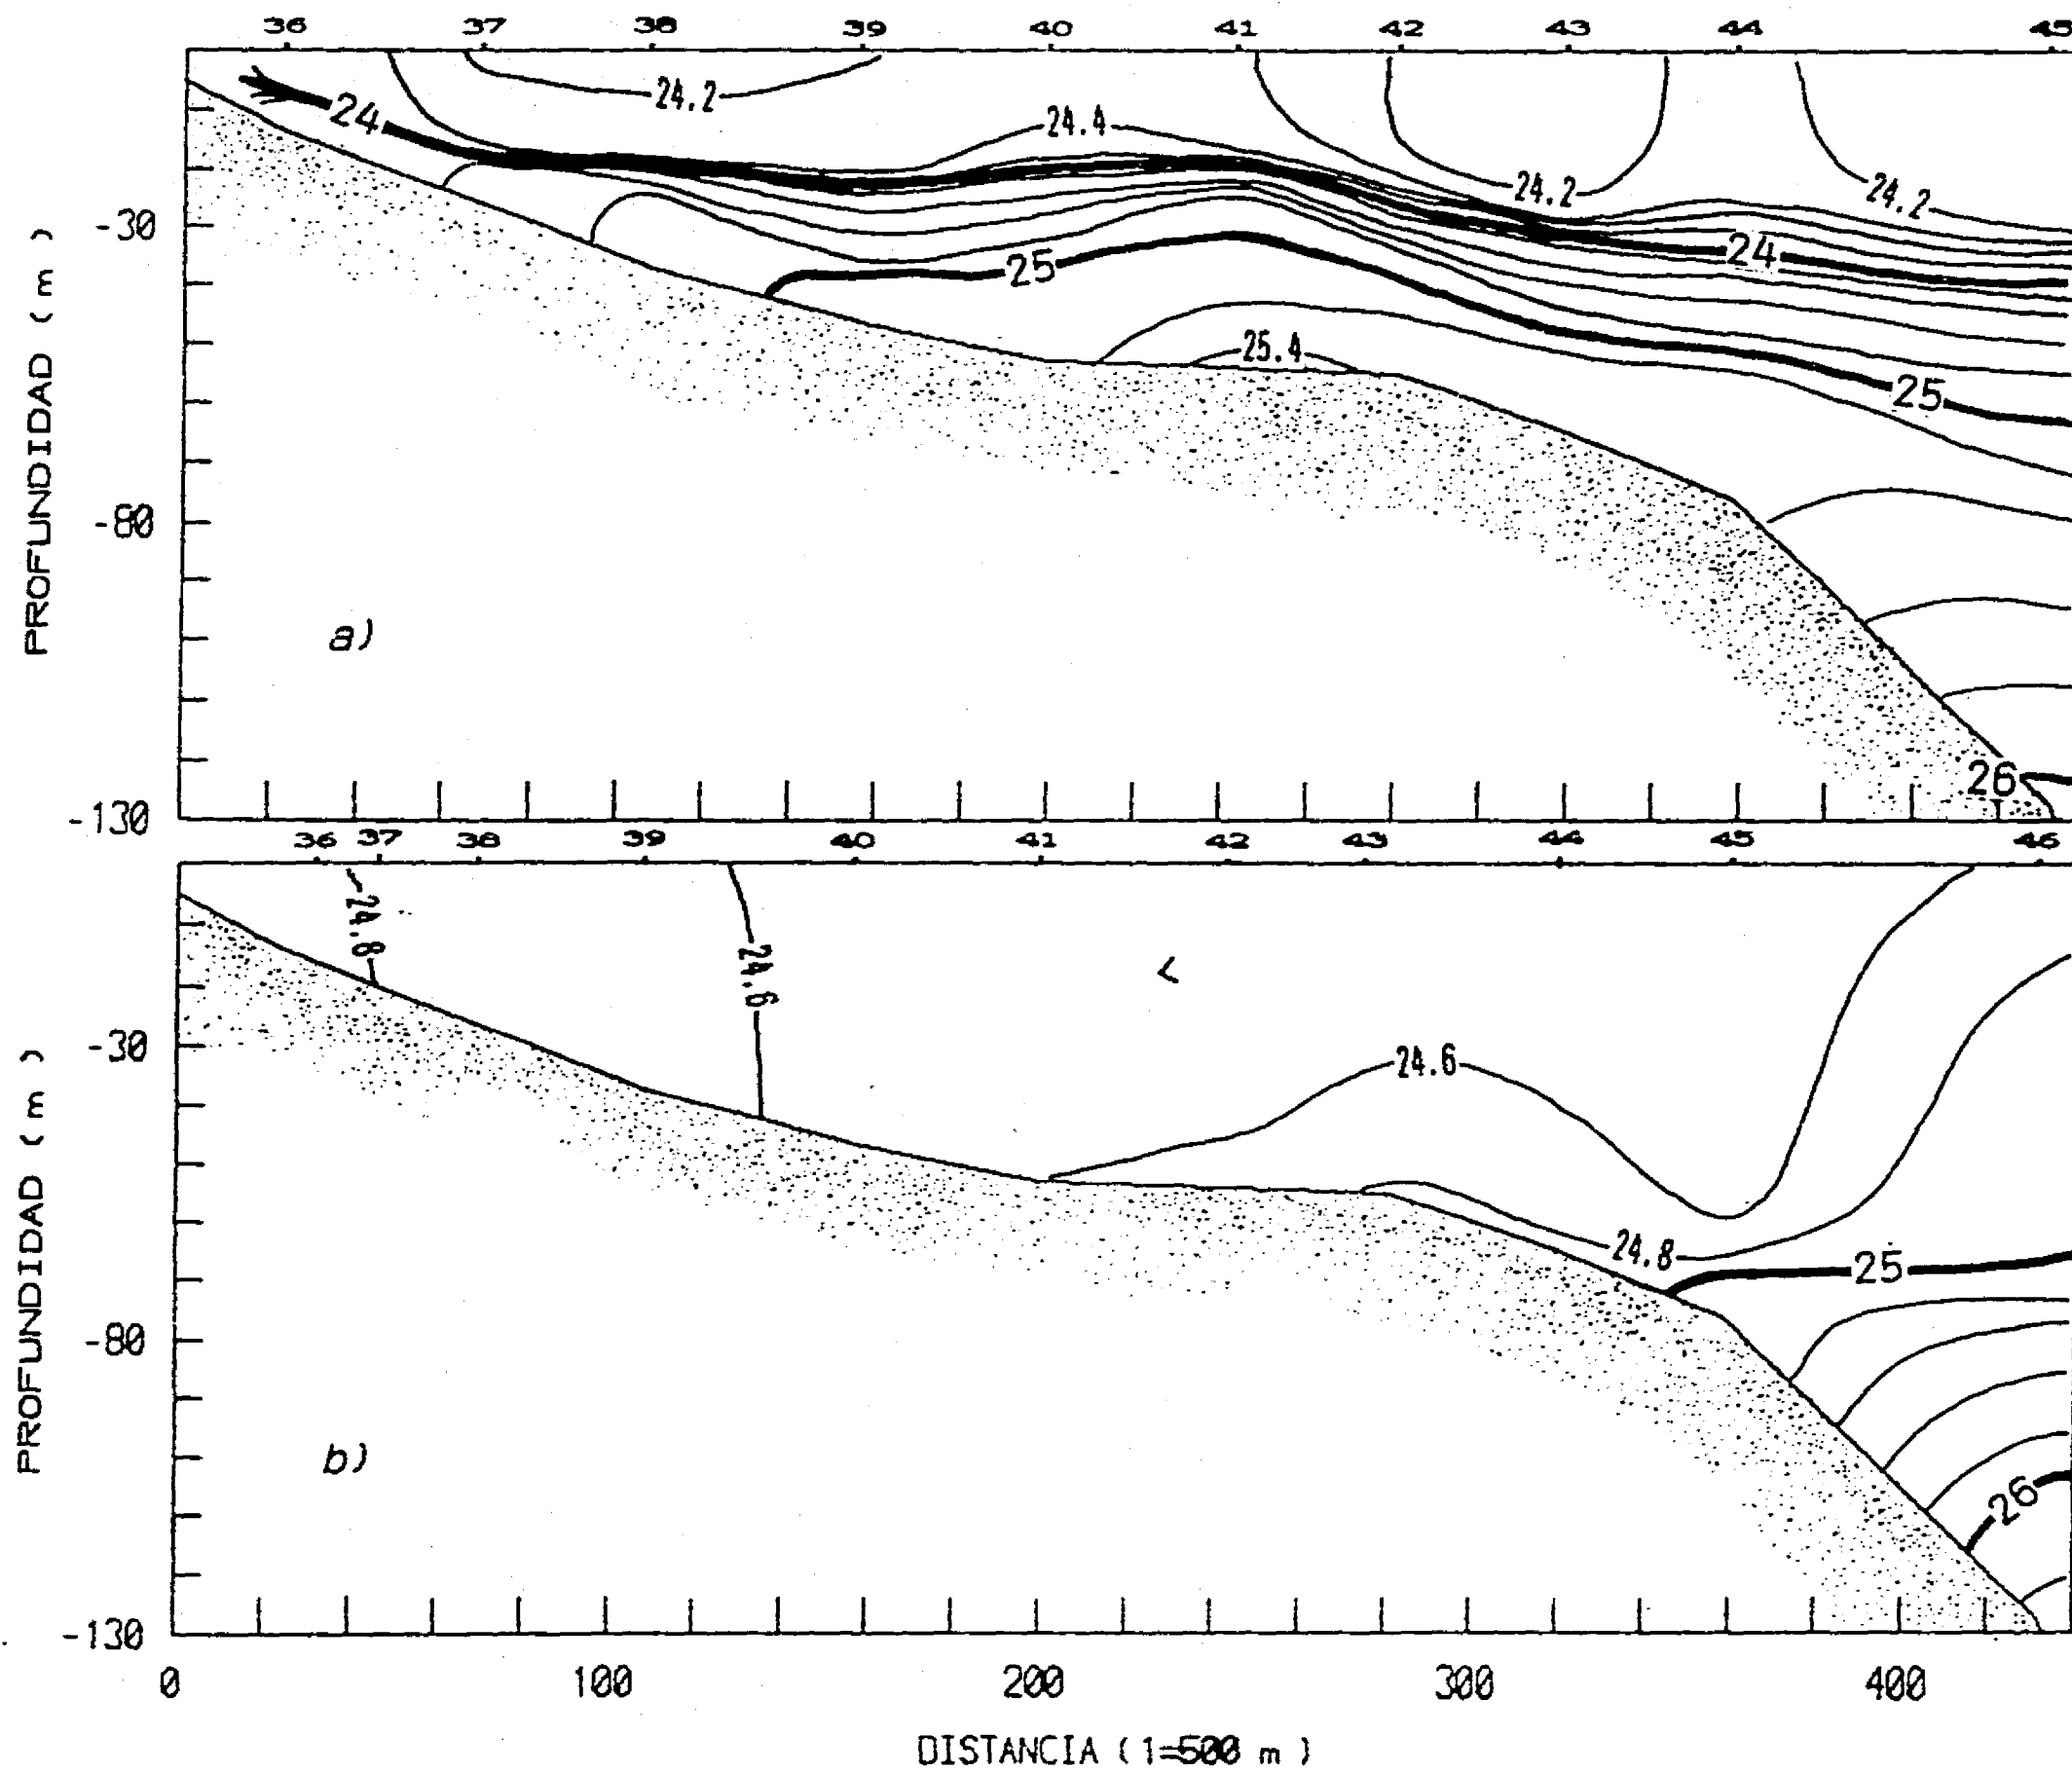 36 37 38 39 40 41 42 43 44 45
24.2
24.4
24
24.2
24.2
-30
24
25
25.4
25
PROFUNDIDAD ( m )
-80
a)
26
-130
36 37 38 39 40 41 42 43 44 45 46
24.8
24.6
<
-30
24.6
24.8
25
PROFUNDIDAD ( m )
-80
b)
26
-130
0 100 200 300 400
DISTANCIA ( 1=500 m )